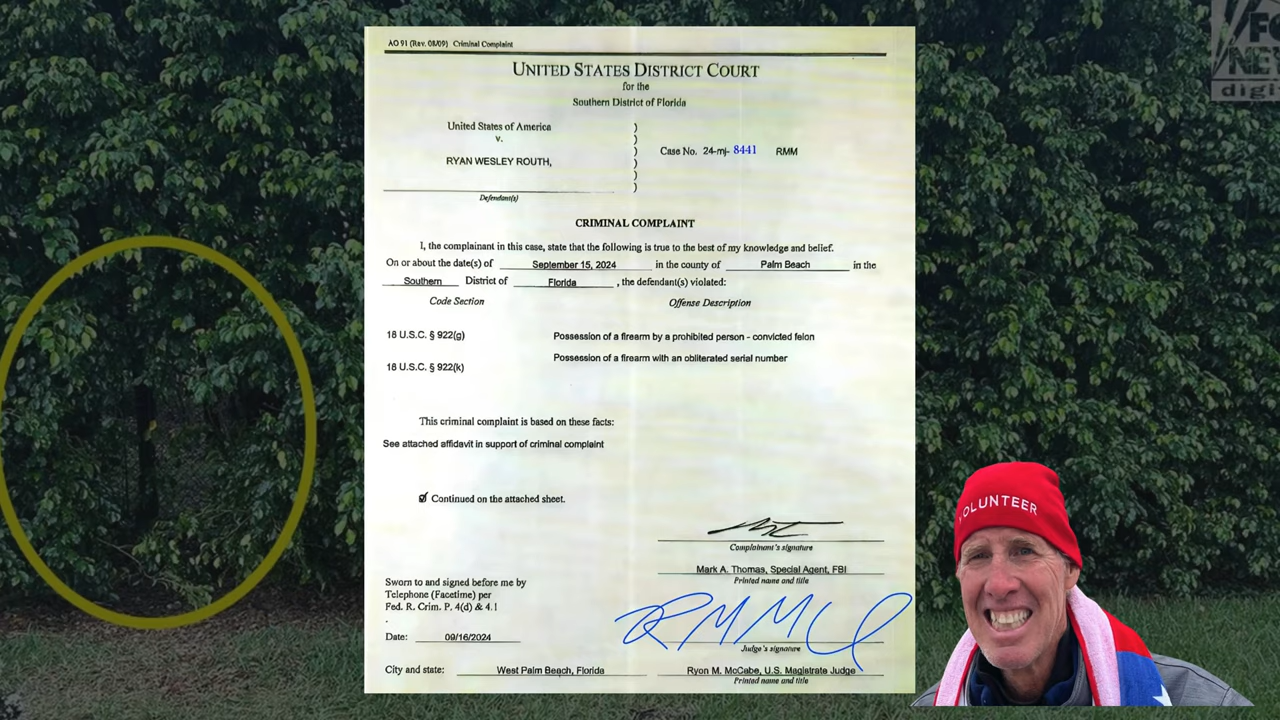 AO 91 (Rev. 08/09) Criminal Complaint
UNITED STATES DISTRICT COURT
for the
Southern District of Florida
United States of America
v.
RYAN WESLEY ROUTH,
Defendant(s)
)
)
)
)
)
)
Case No. 24-mj- 8441 RMM
CRIMINAL COMPLAINT
I, the complainant in this case, state that the following is true to the best of my knowledge and belief.
On or about the date(s) of September 15, 2024 in the county of Palm Beach in the
Southern District of Florida , the defendant(s) violated:
Code Section Offense Description
18 U.S.C. § 922(g) Possession of a firearm by a prohibited person - convicted felon
Possession of a firearm with an obliterated serial number
18 U.S.C. § 922(k)
This criminal complaint is based on these facts:
See attached affidavit in support of criminal complaint
Continued on the attached sheet.
Complainant's signature
Mark A. Thomas, Special Agent, FBI
Printed name and title
Sworn to and signed before me by
Telephone (Facetime) per
Fed. R. Crim. P. 4(d) & 4.1
Date: 09/16/2024
Judge's signature
City and state: West Palm Beach, Florida
Ryon M. McCabe, U.S. Magistrate Judge
Printed name and title
VOLUNTEER
FO
NE
digi